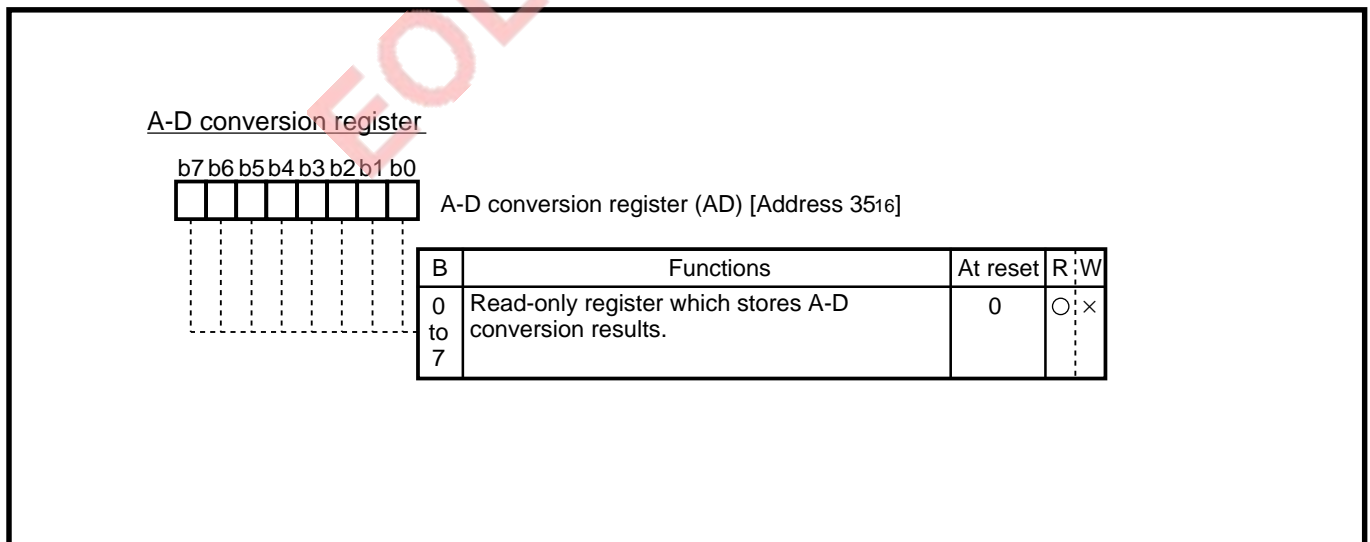 EOL
A-D conversion register
b7 b6 b5 b4 b3 b2 b1 b0
A-D conversion register (AD) [Address 3516]
B Functions At reset R W
0 to 7 Read-only register which stores A-D conversion results. 0 ○ ×